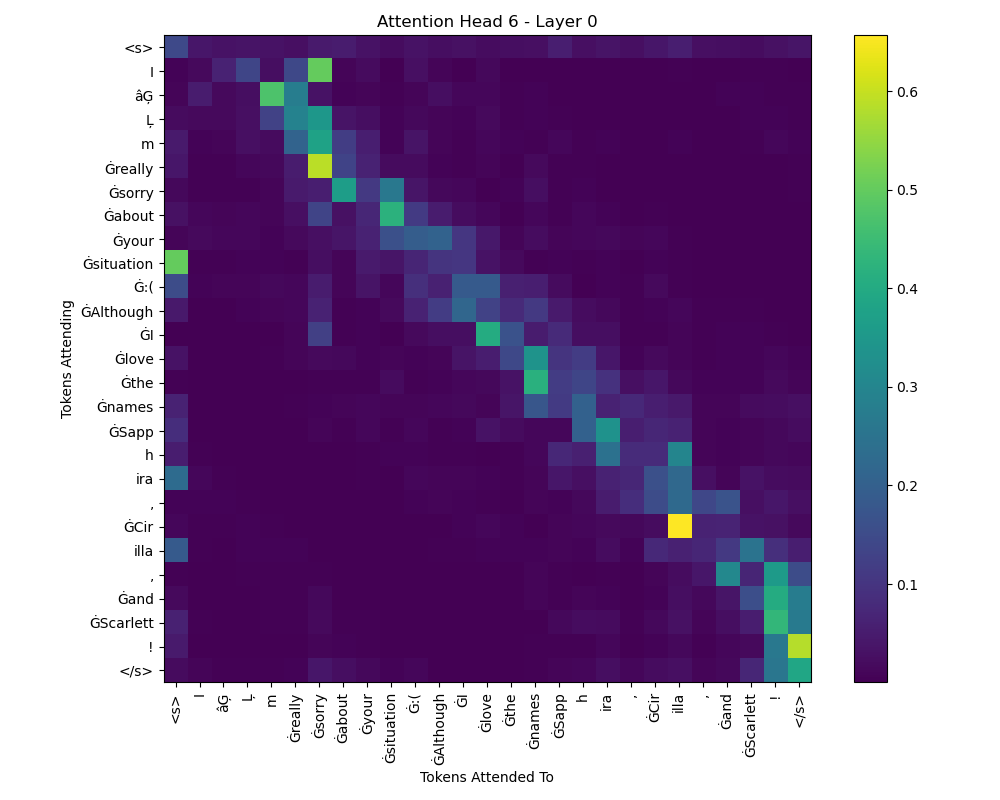 Attention Head 6 - Layer 0
Tokens Attending
<s>
I
âĢ
Ļ
m
Ġreally
Ġsorry
Ġabout
Ġyour
Ġsituation
Ġ:(
ĠAlthough
ĠI
Ġlove
Ġthe
Ġnames
ĠSapp
h
ira
,
ĠCir
illa
,
Ġand
ĠScarlett
!
</s>
<s>
I
âĢ
Ļ
m
Ġreally
Ġsorry
Ġabout
Ġyour
Ġsituation
Ġ:(
ĠAlthough
ĠI
Ġlove
Ġthe
Ġnames
ĠSapp
h
ira
,
ĠCir
illa
,
Ġand
ĠScarlett
!
</s>
Tokens Attended To
0.6
0.5
0.4
0.3
0.2
0.1